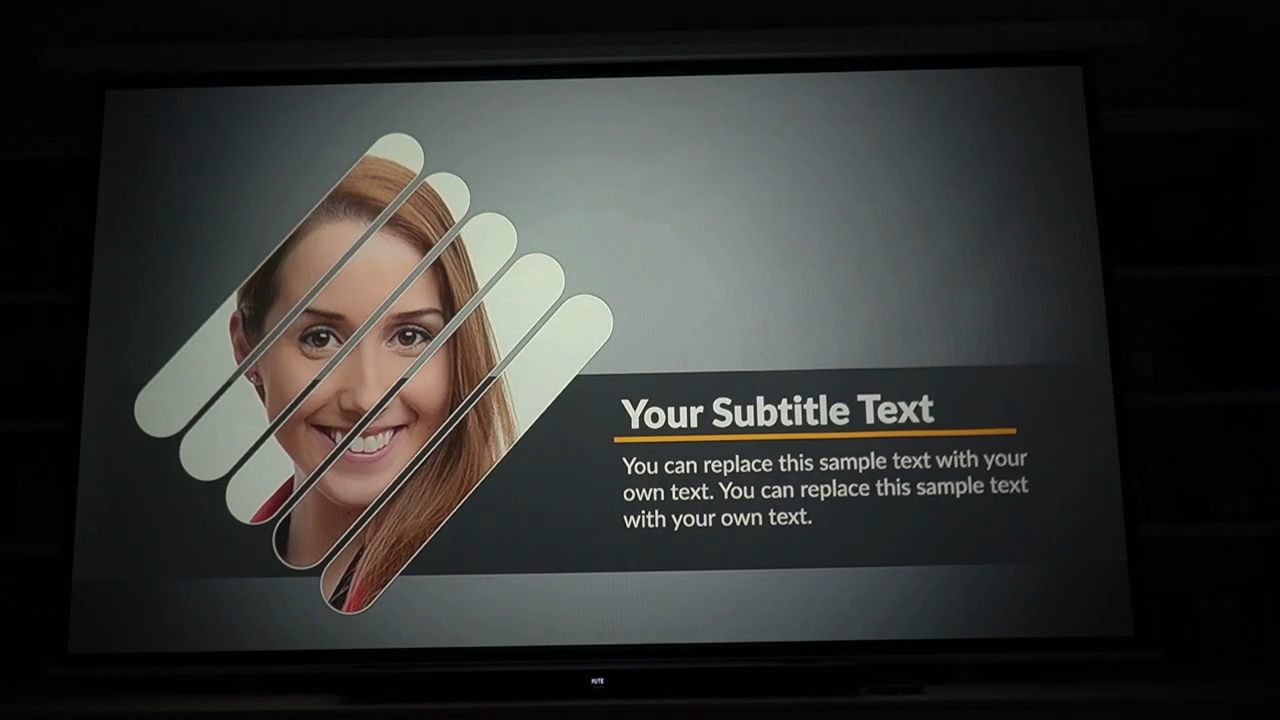 Your Subtitle Text
You can replace this sample text with your
own text. You can replace this sample text
with your own text.
MUTE